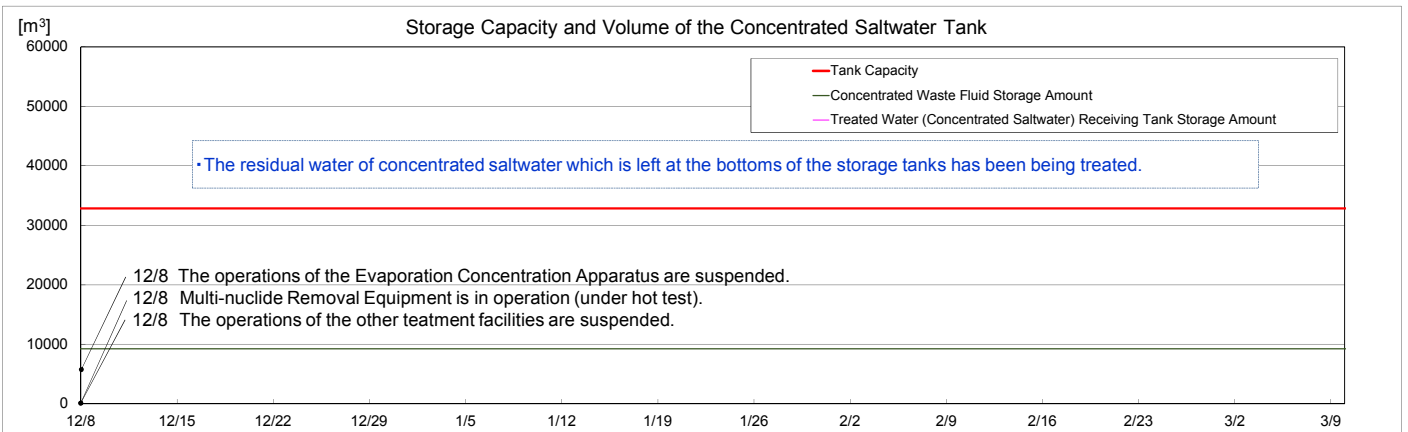 [m³]
Storage Capacity and Volume of the Concentrated Saltwater Tank
60000
50000
40000
30000
20000
10000
0
Tank Capacity
Concentrated Waste Fluid Storage Amount
Treated Water (Concentrated Saltwater) Receiving Tank Storage Amount
・The residual water of concentrated saltwater which is left at the bottoms of the storage tanks has been being treated.
12/8 The operations of the Evaporation Concentration Apparatus are suspended.
12/8 Multi-nuclide Removal Equipment is in operation (under hot test).
12/8 The operations of the other teatment facilities are suspended.
12/8 12/15 12/22 12/29 1/5 1/12 1/19 1/26 2/2 2/9 2/16 2/23 3/2 3/9